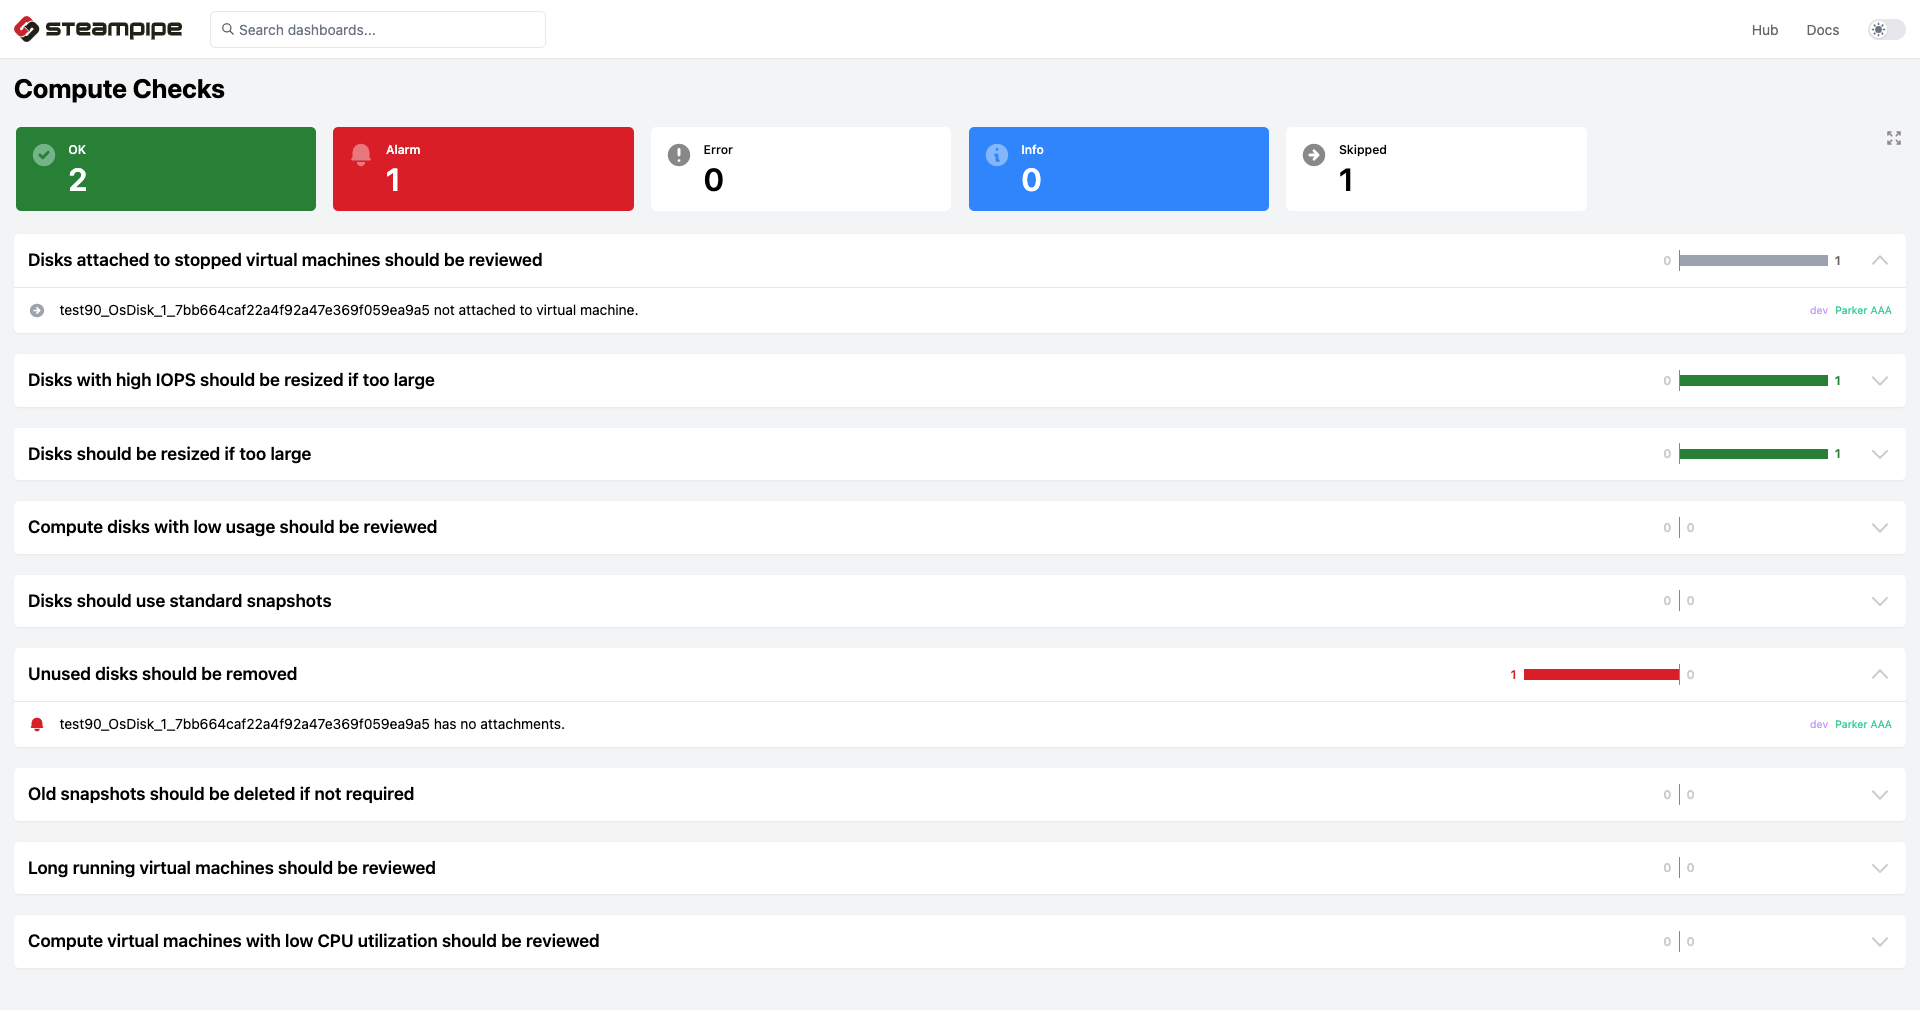 STEAMPIPE
Search dashboards...
Hub
Docs
Compute Checks
OK
2
Alarm
1
Error
0
Info
0
Skipped
1
Disks attached to stopped virtual machines should be reviewed
0 1
test90_OsDisk_1_7bb664caf22a4f92a47e369f059ea9a5 not attached to virtual machine.
dev Parker AAA
Disks with high IOPS should be resized if too large
0 1
Disks should be resized if too large
0 1
Compute disks with low usage should be reviewed
0 0
Disks should use standard snapshots
0 0
Unused disks should be removed
1 0
test90_OsDisk_1_7bb664caf22a4f92a47e369f059ea9a5 has no attachments.
dev Parker AAA
Old snapshots should be deleted if not required
0 0
Long running virtual machines should be reviewed
0 0
Compute virtual machines with low CPU utilization should be reviewed
0 0